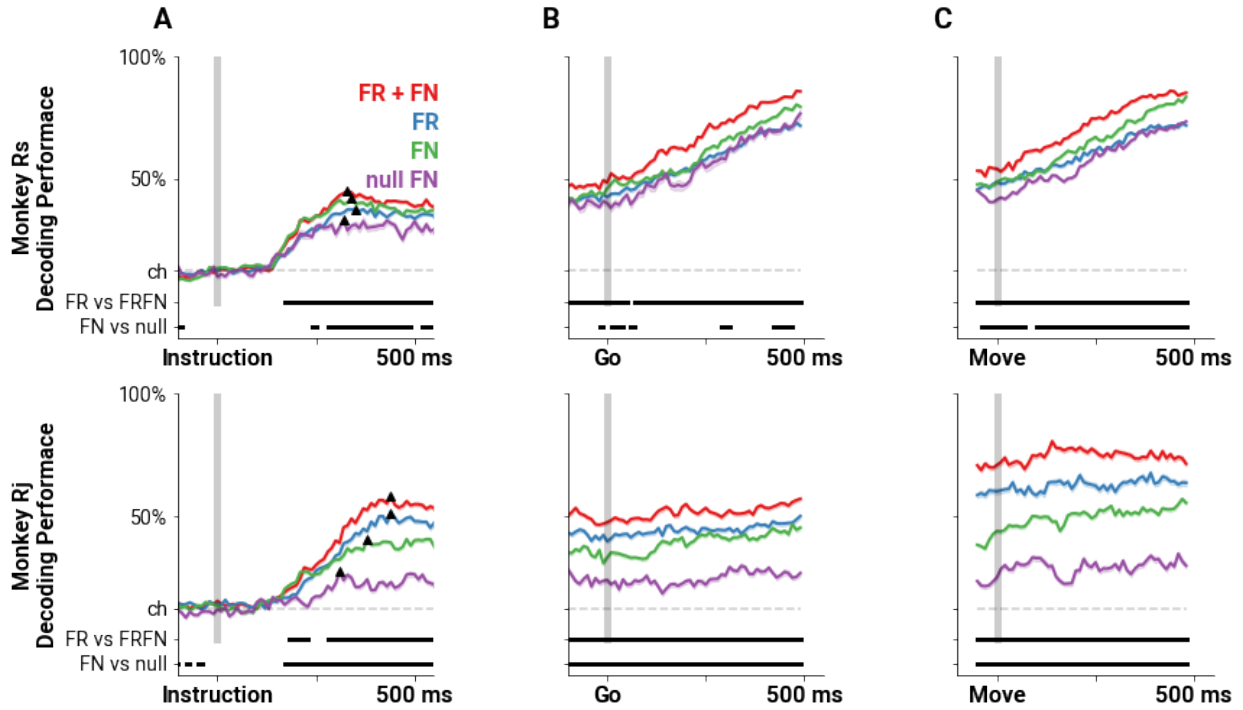 A
B
C
100%
50%
ch
Monkey Rs
Decoding Performace
FR + FN
FR
FN
null FN
FR vs FRFN
FN vs null
Instruction
500 ms
Go
500 ms
Move
500 ms
100%
50%
ch
Monkey Rj
Decoding Performace
FR vs FRFN
FN vs null
Instruction
500 ms
Go
500 ms
Move
500 ms